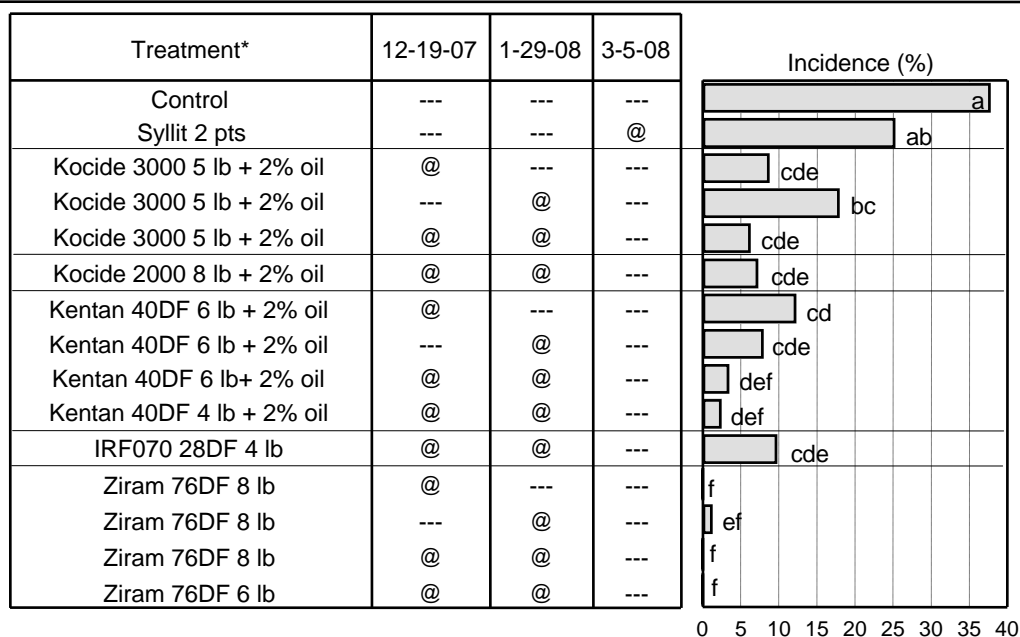 Treatment* 12-19-07 1-29-08 3-5-08 Incidence (%)
Control --- --- --- a
Syllit 2 pts --- --- @ ab
Kocide 3000 5 lb + 2% oil @ --- --- cde
Kocide 3000 5 lb + 2% oil --- @ --- bc
Kocide 3000 5 lb + 2% oil @ @ --- cde
Kocide 2000 8 lb + 2% oil @ @ --- cde
Kentan 40DF 6 lb + 2% oil @ --- --- cd
Kentan 40DF 6 lb + 2% oil --- @ --- cde
Kentan 40DF 6 lb+ 2% oil @ @ --- def
Kentan 40DF 4 lb + 2% oil @ @ --- def
IRF070 28DF 4 lb @ @ --- cde
Ziram 76DF 8 lb @ --- --- f
Ziram 76DF 8 lb --- @ --- ef
Ziram 76DF 8 lb @ @ --- f
Ziram 76DF 6 lb @ @ --- f
0 5 10 15 20 25 30 35 40